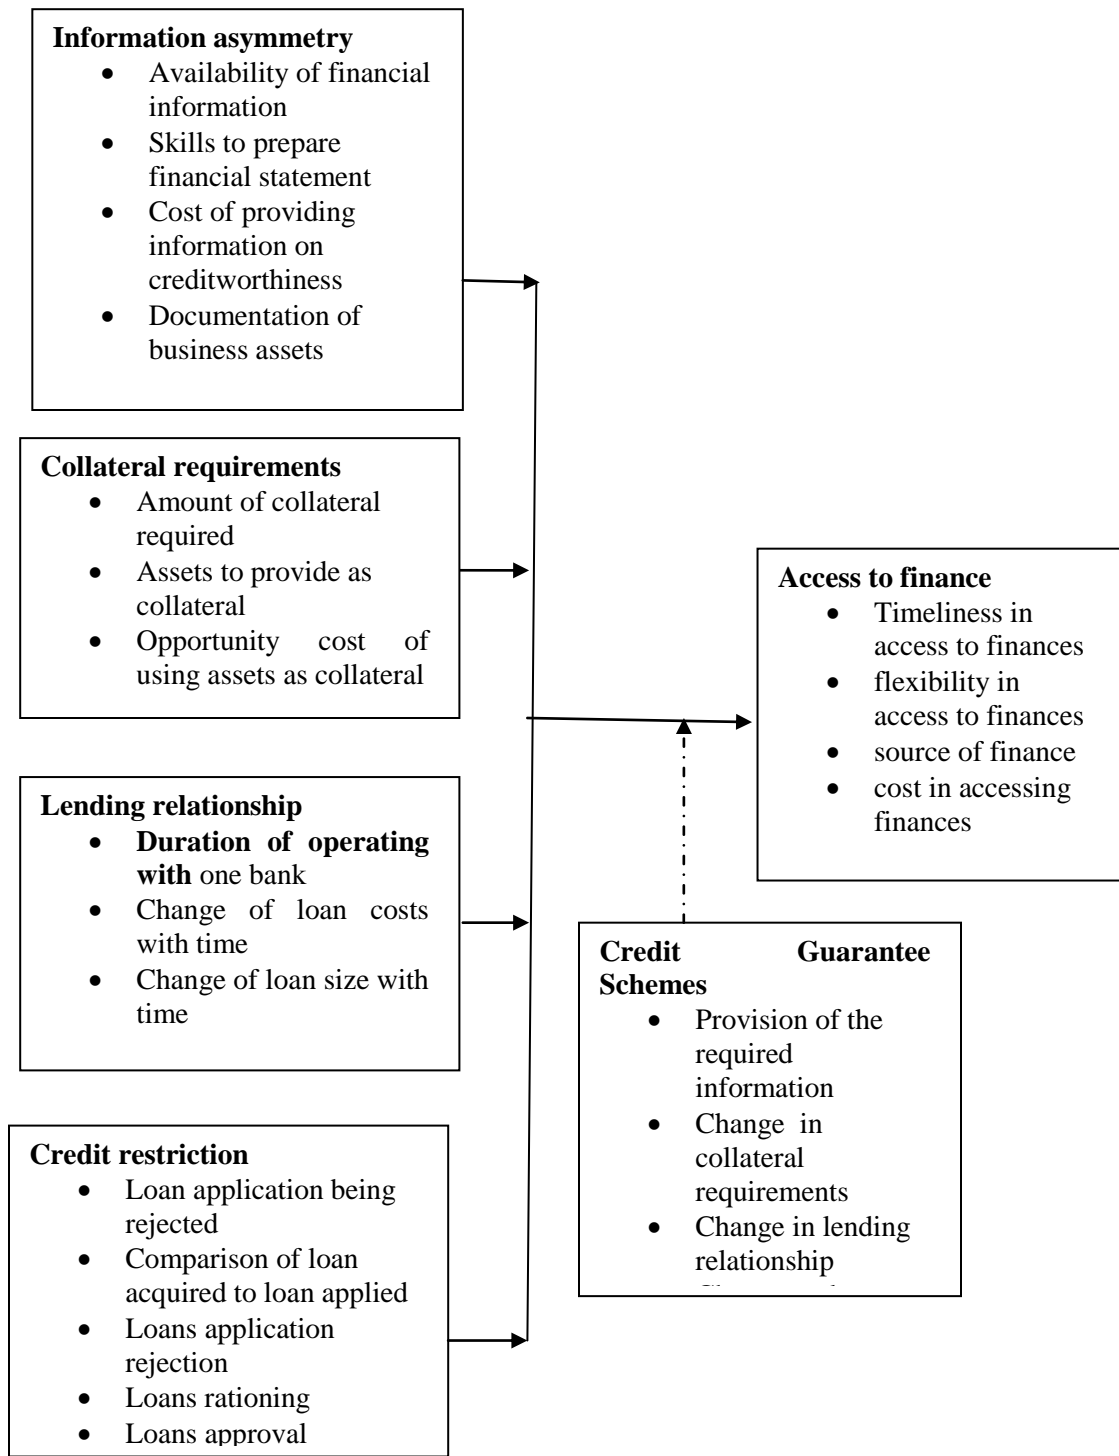 Information asymmetry
• Availability of financial
information
• Skills to prepare
financial statement
• Cost of providing
information on
creditworthiness
• Documentation of
business assets
Collateral requirements
• Amount of collateral
required
• Assets to provide as
collateral
• Opportunity cost of
using assets as collateral
Lending relationship
• Duration of operating
with one bank
• Change of loan costs
with time
• Change of loan size with
time
Credit restriction
• Loan application being
rejected
• Comparison of loan
acquired to loan applied
• Loans application
rejection
• Loans rationing
• Loans approval
Access to finance
• Timeliness in
access to finances
• flexibility in
access to finances
• source of finance
• cost in accessing
finances
Credit Guarantee
Schemes
• Provision of the
required
information
• Change in
collateral
requirements
• Change in lending
relationship